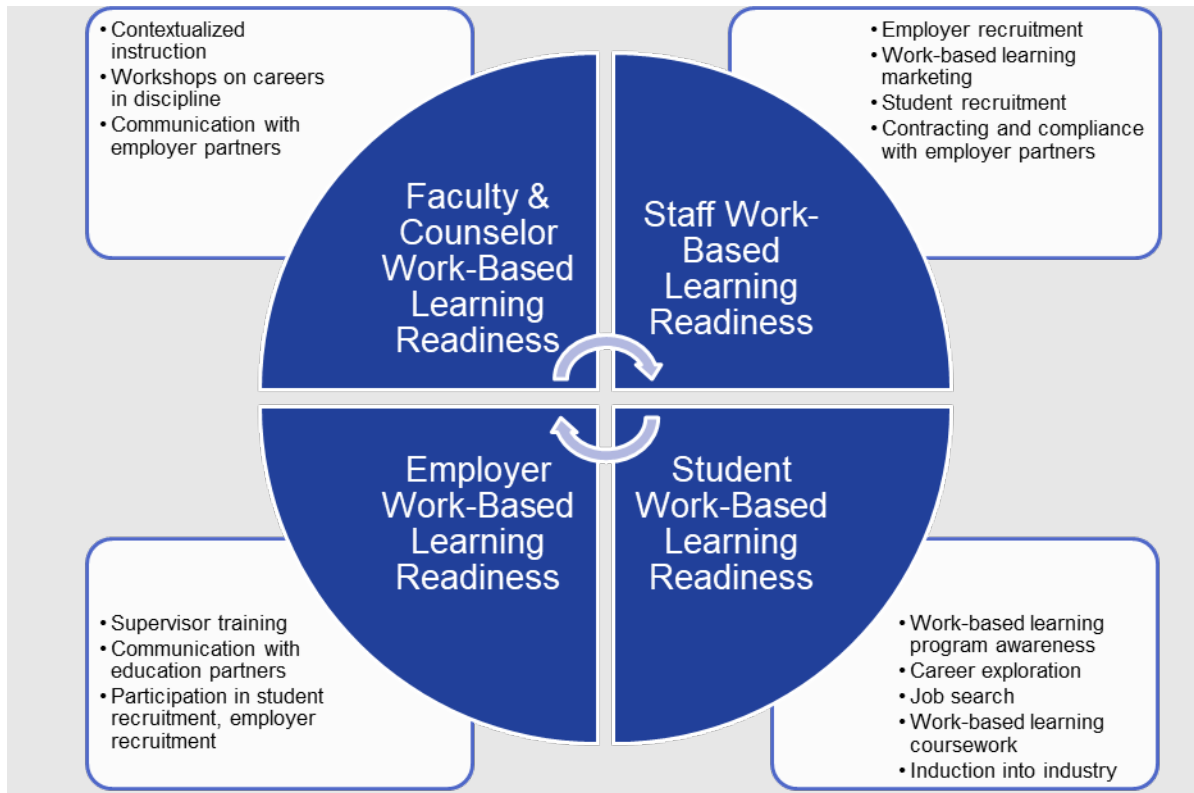 • Contextualized
instruction
• Workshops on careers
in discipline
• Communication with
employer partners
• Employer recruitment
• Work-based learning
marketing
• Student recruitment
• Contracting and compliance
with employer partners
Faculty &
Counselor
Work-Based
Learning
Readiness
Staff Work-
Based
Learning
Readiness
Employer
Work-Based
Learning
Readiness
Student
Work-Based
Learning
Readiness
• Supervisor training
• Communication with
education partners
• Participation in student
recruitment, employer
recruitment
• Work-based learning
program awareness
• Career exploration
• Job search
• Work-based learning
coursework
• Induction into industry